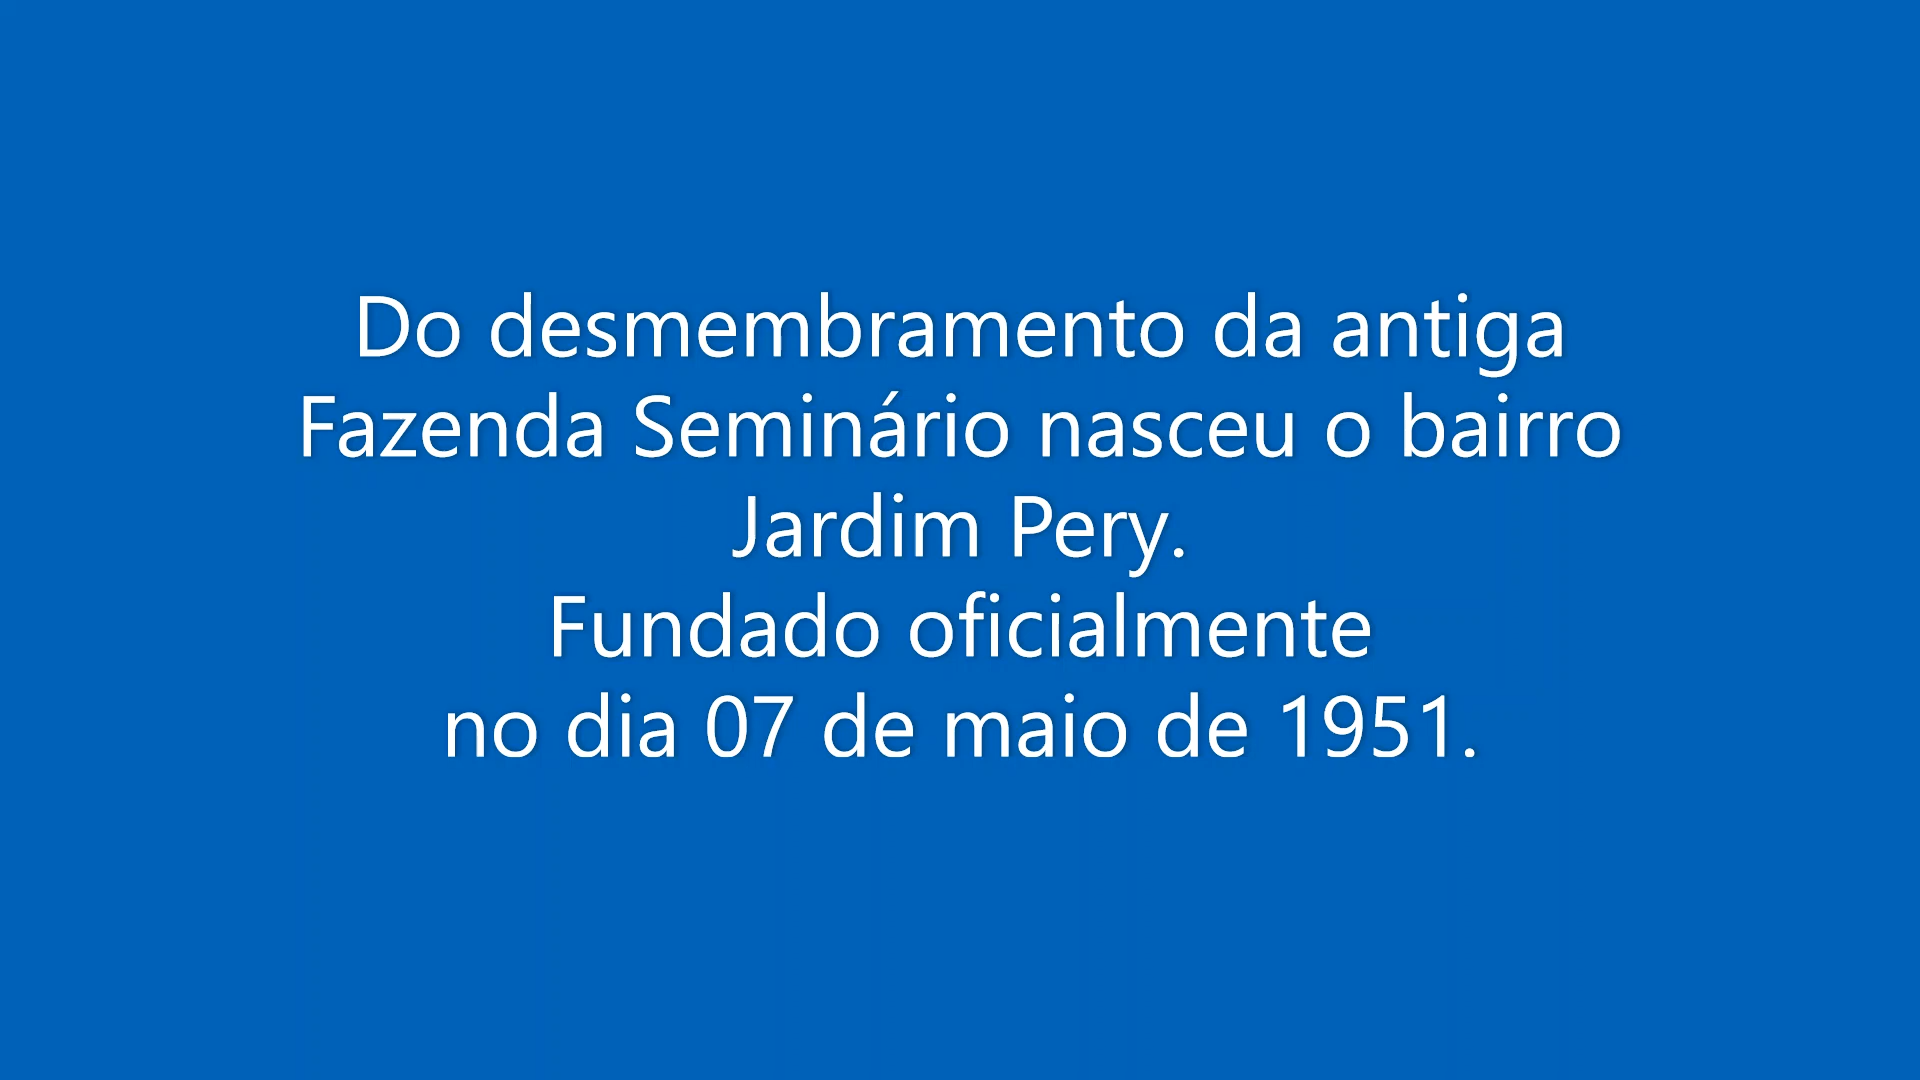 Do desmembramento da antiga
Fazenda Seminário nasceu o bairro
Jardim Pery.
Fundado oficialmente
no dia 07 de maio de 1951.